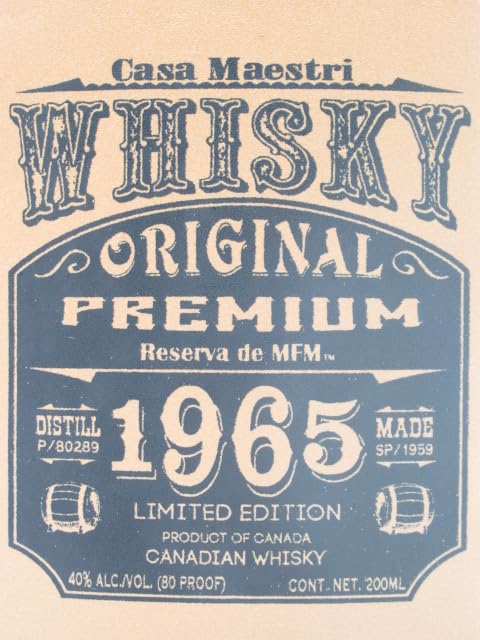 Casa Maestri
WHISKY
ORIGINAL
PREMIUM
Reserva de MFM™
DISTILL
P/80289
1965
MADE
SP/1959
LIMITED EDITION
PRODUCT OF CANADA
CANADIAN WHISKY
40% ALC./VOL. (80 PROOF)
CONT. NET. 200ML